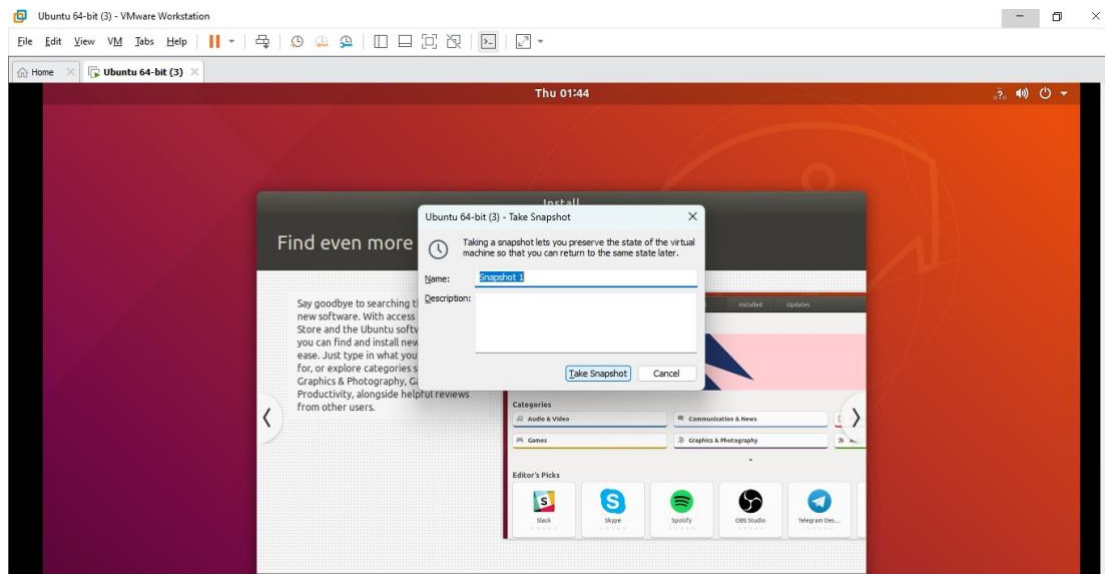 Ubuntu 64-bit (3) - VMware Workstation
File Edit View VM Tabs Help
Home
Ubuntu 64-bit (3)
Thu 01:44
Install
Ubuntu 64-bit (3) - Take Snapshot
Taking a snapshot lets you preserve the state of the virtual
machine so that you can return to the same state later.
Name: Snapshot 1
Description:
Take Snapshot Cancel
Find even more
Say goodbye to searching t
new software. With access
Store and the Ubuntu softw
you can find and install new
ease. Just type in what you
for, or explore categories s
Graphics & Photography, Ga
Productivity, alongside helpful reviews
from other users.
Installed Updates
Categories
Audio & Video
Communication & News
Games
Graphics & Photography
Editor's Picks
Slack
Skype
Spotify
OBS Studio
Telegram Des...